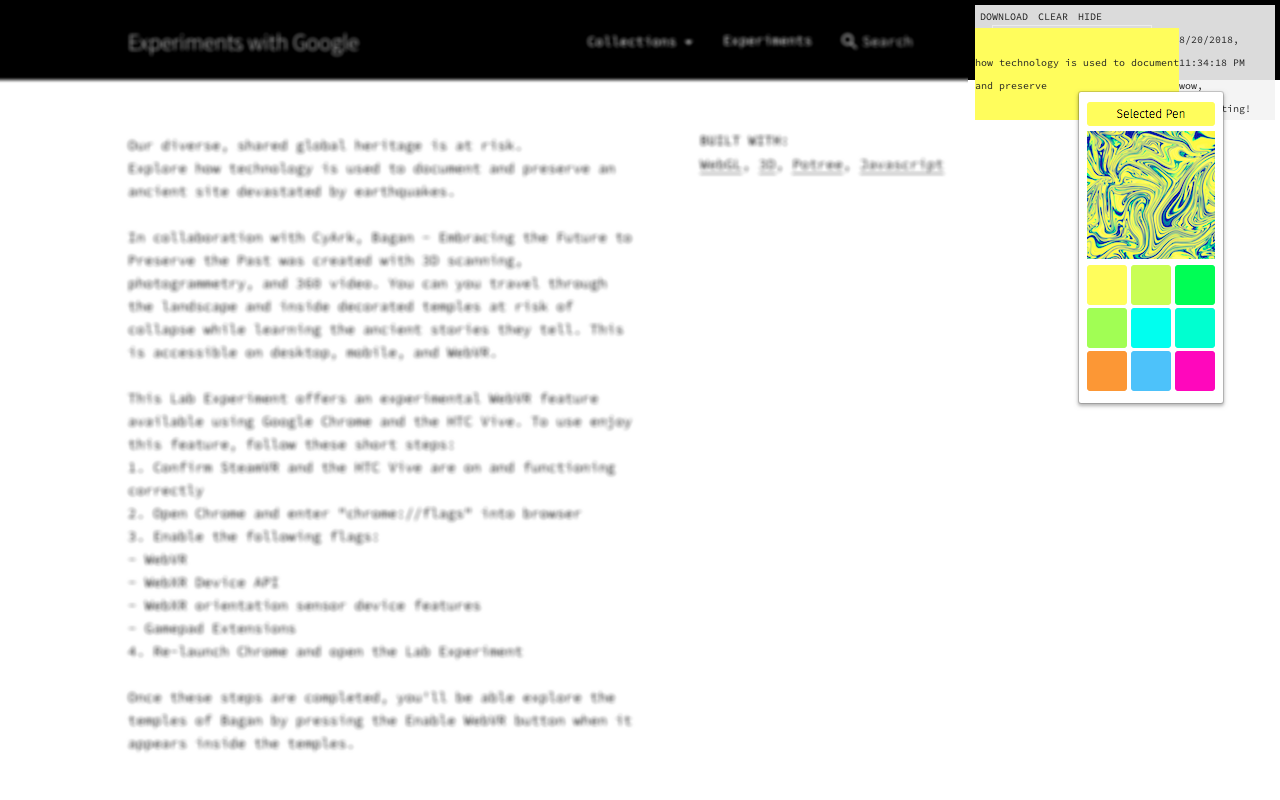 Experiments with Google
Collections
Experiments
Search
DOWNLOAD CLEAR HIDE
how technology is used to document
and preserve
8/20/2018,
11:34:18 PM
wow,
ting!
Selected Pen
Our diverse, shared global heritage is at risk.
Explore how technology is used to document and preserve an
ancient site devastated by earthquakes.
In collaboration with CyArk, Bagan - Embracing the Future to
Preserve the Past was created with 3D scanning,
photogrammetry, and 360 video. You can you travel through
the landscape and inside decorated temples at risk of
collapse while learning the ancient stories they tell. This
is accessible on desktop, mobile, and WebVR.
This Lab Experiment offers an experimental WebVR feature
available using Google Chrome and the HTC Vive. To use enjoy
this feature, follow these short steps:
1. Confirm SteamVR and the HTC Vive are on and functioning
correctly
2. Open Chrome and enter "chrome://flags" into browser
3. Enable the following flags:
- WebVR
- WebXR Device API
- WebXR orientation sensor device features
- Gamepad Extensions
4. Re-launch Chrome and open the Lab Experiment
Once these steps are completed, you'll be able explore the
temples of Bagan by pressing the Enable WebVR button when it
appears inside the temples.
BUILT WITH:
WebGL, 3D, Potree, Javascript